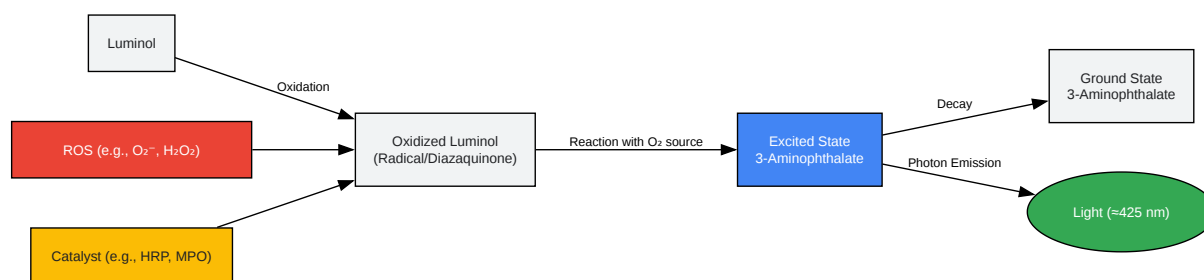 Luminol
Oxidation
ROS (e.g., O₂⁻, H₂O₂)
Catalyst (e.g., HRP, MPO)
Oxidized Luminol
(Radical/Diazaquinone)
Reaction with O₂ source
Excited State
3-Aminophthalate
Decay
Ground State
3-Aminophthalate
Photon Emission
Light (≈425 nm)